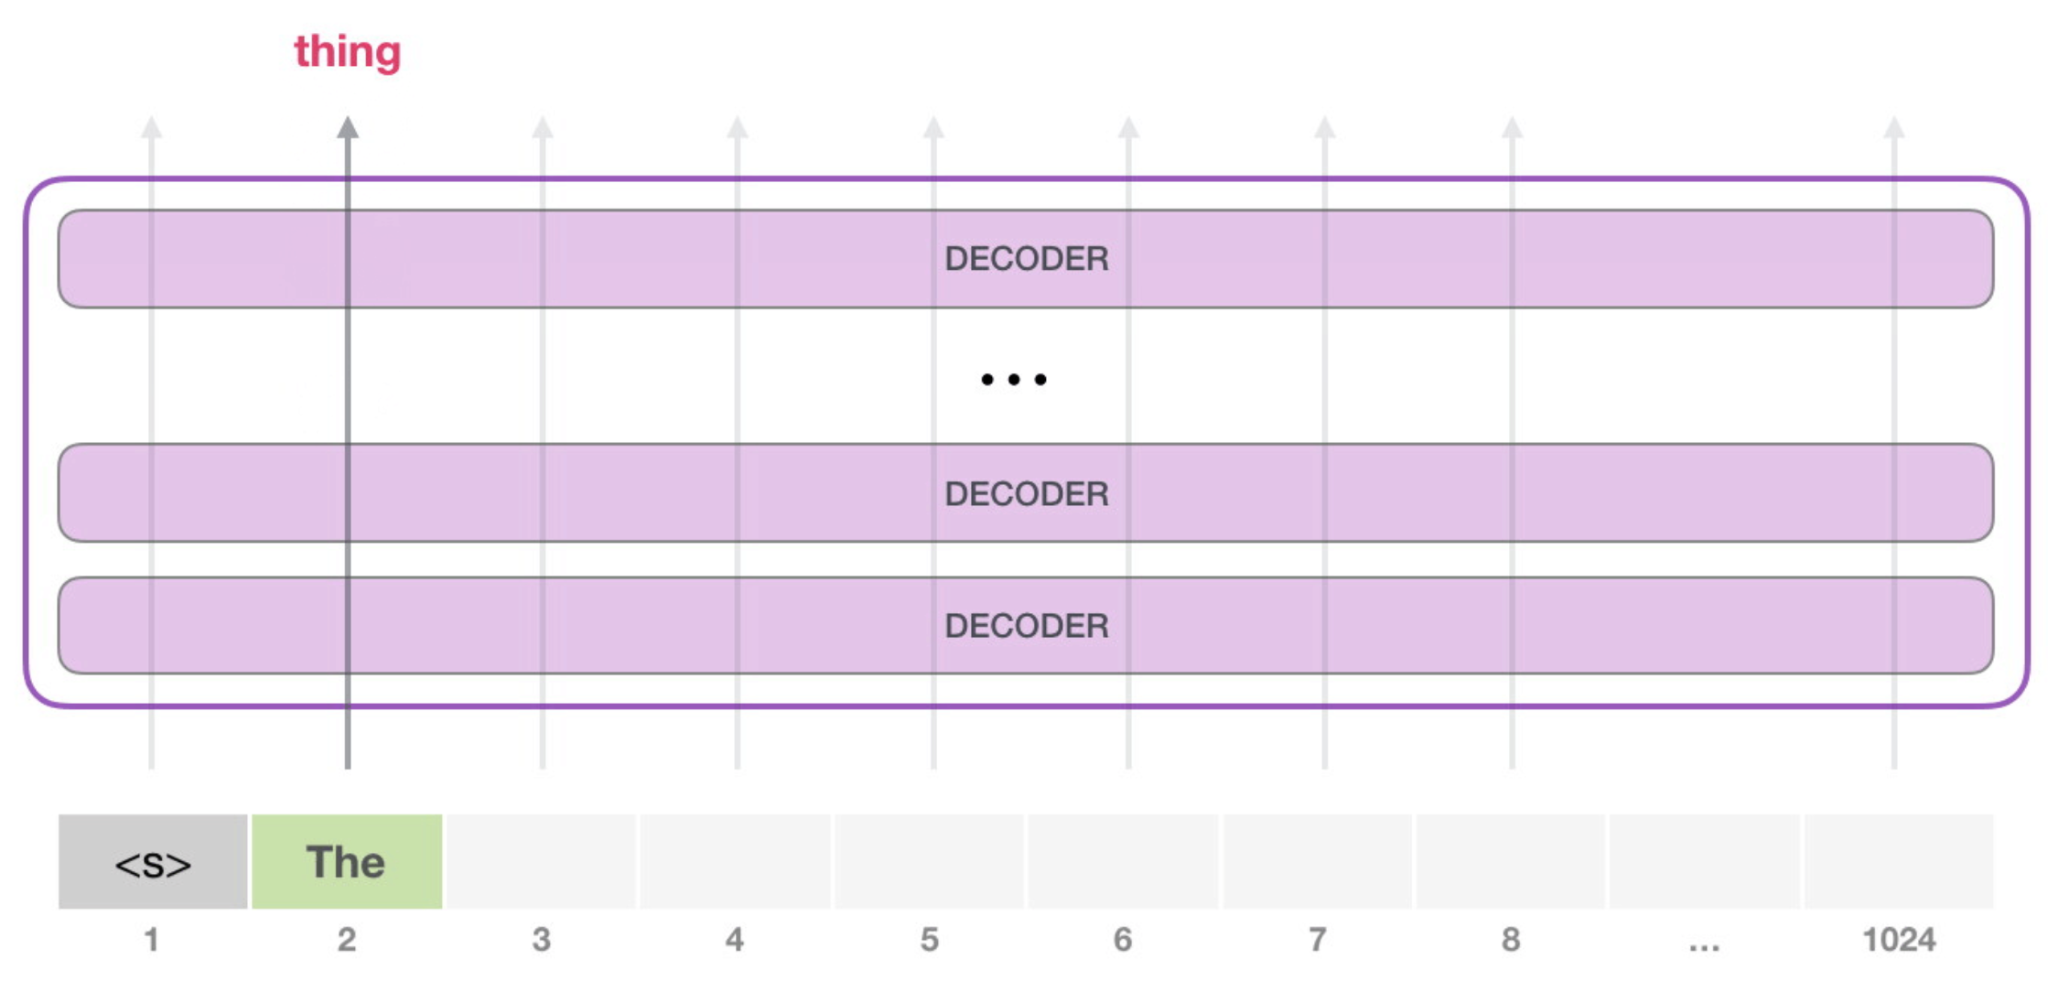 thing
DECODER
...
DECODER
DECODER
<s> The
1 2 3 4 5 6 7 8 ... 1024